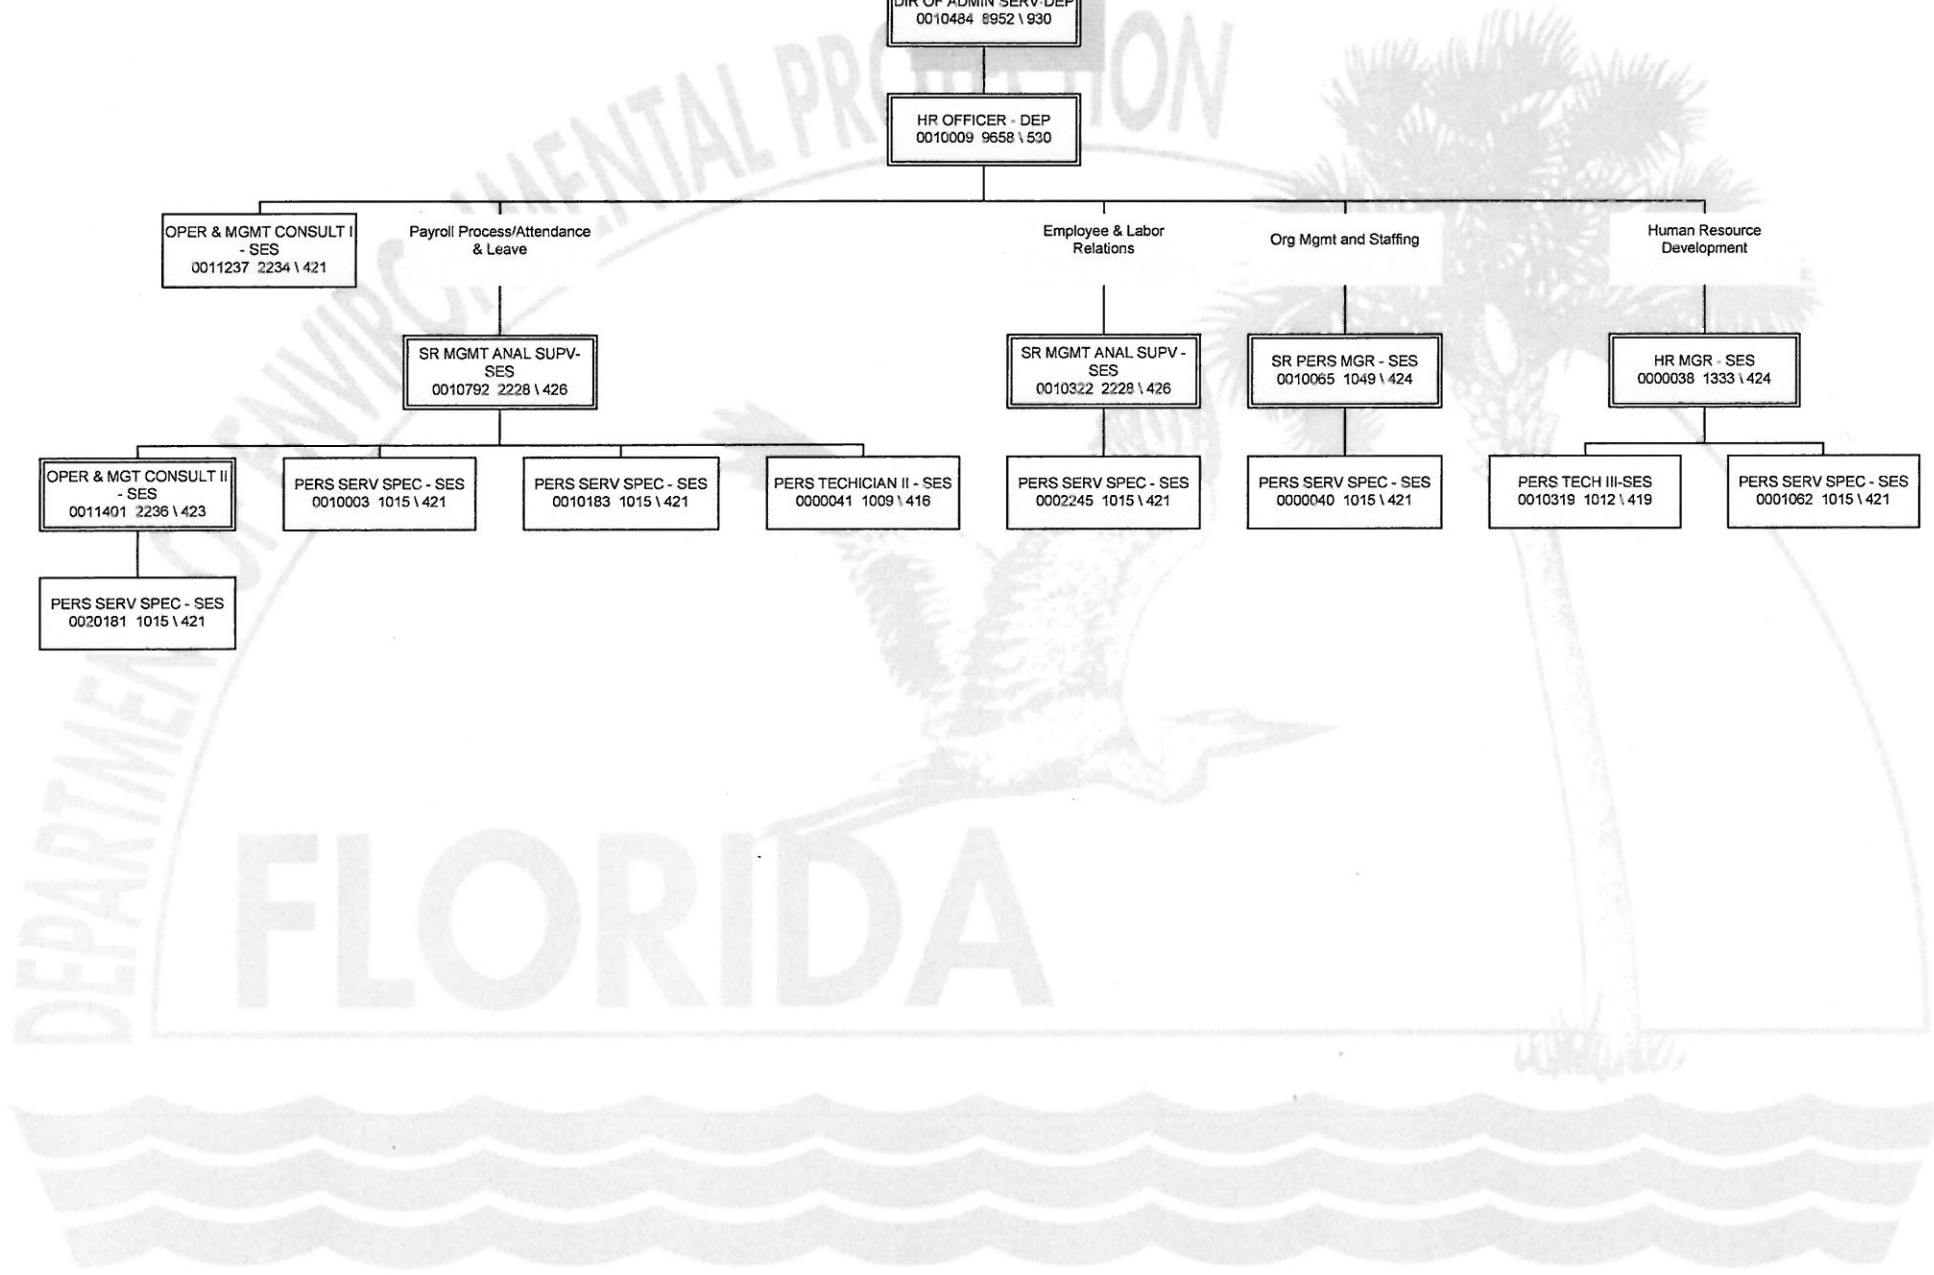 DIR OF ADMIN SERV-DEP
0010484 8952 \ 930
HR OFFICER - DEP
0010009 9658 \ 530
OPER & MGMT CONSULT I
- SES
0011237 2234 \ 421
Payroll Process/Attendance
& Leave
Employee & Labor
Relations
Org Mgmt and Staffing
Human Resource
Development
SR MGMT ANAL SUPV-
SES
0010792 2228 \ 426
SR MGMT ANAL SUPV -
SES
0010322 2228 \ 426
SR PERS MGR - SES
0010065 1049 \ 424
HR MGR - SES
0000038 1333 \ 424
OPER & MGT CONSULT II
- SES
0011401 2236 \ 423
PERS SERV SPEC - SES
0010003 1015 \ 421
PERS SERV SPEC - SES
0010183 1015 \ 421
PERS TECHICIAN II - SES
0000041 1009 \ 416
PERS SERV SPEC - SES
0002245 1015 \ 421
PERS SERV SPEC - SES
0000040 1015 \ 421
PERS TECH III-SES
0010319 1012 \ 419
PERS SERV SPEC - SES
0001062 1015 \ 421
PERS SERV SPEC - SES
0020181 1015 \ 421
DEPARTMENT OF ENVIRONMENTAL PROTECTION
FLORIDA